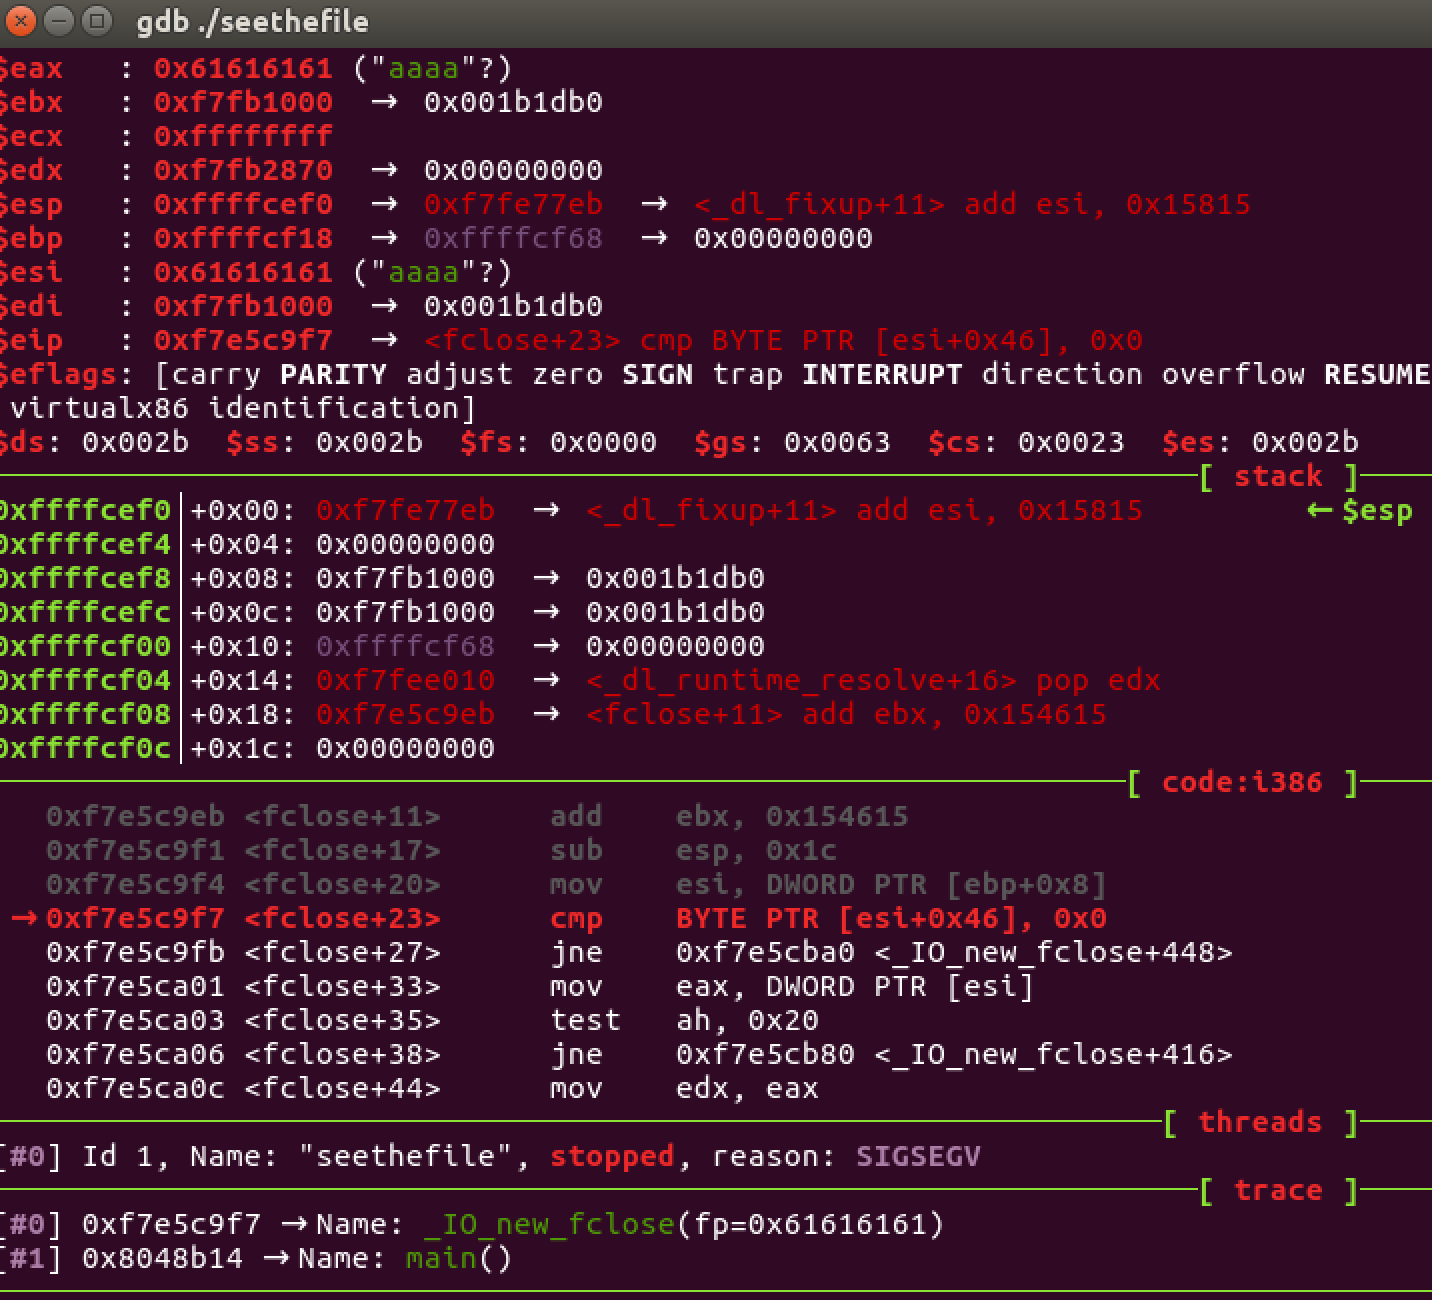 gdb ./seethefile
$eax   : 0x61616161 ("aaaa"?)
$ebx   : 0xf7fb1000  → 0x001b1db0
$ecx   : 0xffffffff
$edx   : 0xf7fb2870  → 0x00000000
$esp   : 0xffffcef0  → 0xf7fe77eb  → <_dl_fixup+11> add esi, 0x15815
$ebp   : 0xffffcf18  → 0xffffcf68  → 0x00000000
$esi   : 0x61616161 ("aaaa"?)
$edi   : 0xf7fb1000  → 0x001b1db0
$eip   : 0xf7e5c9f7  → <fclose+23> cmp BYTE PTR [esi+0x46], 0x0
$eflags: [carry PARITY adjust zero SIGN trap INTERRUPT direction overflow RESUME
virtualx86 identification]
$ds: 0x002b  $ss: 0x002b  $fs: 0x0000  $gs: 0x0063  $cs: 0x0023  $es: 0x002b
[ stack ]
0xffffcef0│+0x00: 0xf7fe77eb  → <_dl_fixup+11> add esi, 0x15815   ←$esp
0xffffcef4│+0x04: 0x00000000
0xffffcef8│+0x08: 0xf7fb1000  → 0x001b1db0
0xffffcefc│+0x0c: 0xf7fb1000  → 0x001b1db0
0xffffcf00│+0x10: 0xffffcf68  → 0x00000000
0xffffcf04│+0x14: 0xf7fee010  → <_dl_runtime_resolve+16> pop edx
0xffffcf08│+0x18: 0xf7e5c9eb  → <fclose+11> add ebx, 0x154615
0xffffcf0c│+0x1c: 0x00000000
[ code:i386 ]
0xf7e5c9eb <fclose+11>      add    ebx, 0x154615
0xf7e5c9f1 <fclose+17>      sub    esp, 0x1c
0xf7e5c9f4 <fclose+20>      mov    esi, DWORD PTR [ebp+0x8]
→0xf7e5c9f7 <fclose+23>      cmp    BYTE PTR [esi+0x46], 0x0
0xf7e5c9fb <fclose+27>      jne    0xf7e5cba0 <_IO_new_fclose+448>
0xf7e5ca01 <fclose+33>      mov    eax, DWORD PTR [esi]
0xf7e5ca03 <fclose+35>      test   ah, 0x20
0xf7e5ca06 <fclose+38>      jne    0xf7e5cb80 <_IO_new_fclose+416>
0xf7e5ca0c <fclose+44>      mov    edx, eax
[ threads ]
[#0] Id 1, Name: "seethefile", stopped, reason: SIGSEGV
[ trace ]
[#0] 0xf7e5c9f7 →Name: _IO_new_fclose(fp=0x61616161)
[#1] 0x8048b14 →Name: main()